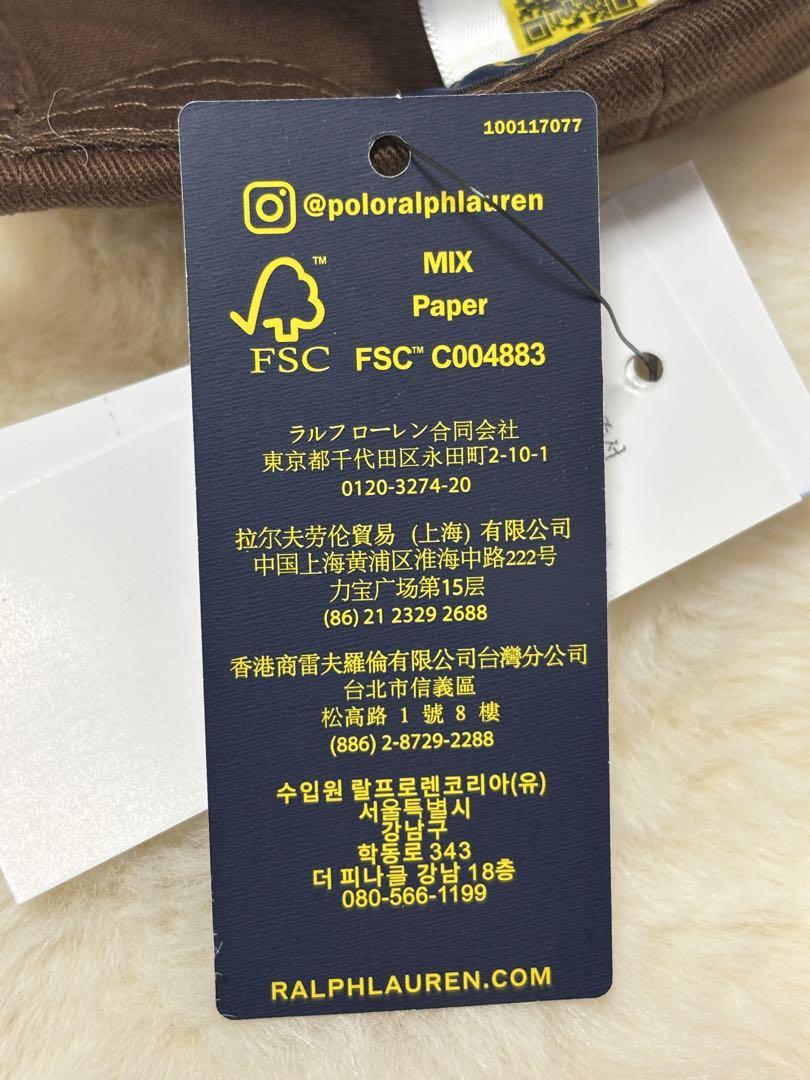 100117077
@poloralphlauren
MIX
Paper
FSC™ C004883
FSC
ラルフ ローレン合同会社
東京都千代田区永田町2-10-1
0120-3274-20
拉尔夫劳伦貿易 (上海) 有限公司
中国上海黄浦区淮海中路222号
力宝广场第15层
(86) 21 2329 2688
香港商雷夫羅倫有限公司台灣分公司
台北市信義區
松高路 1 號 8 樓
(886) 2-8729-2288
수입원 랄프로렌코리아(유)
서울특별시
강남구
학동로 343
더 피나클 강남 18층
080-566-1199
RALPHLAUREN.COM